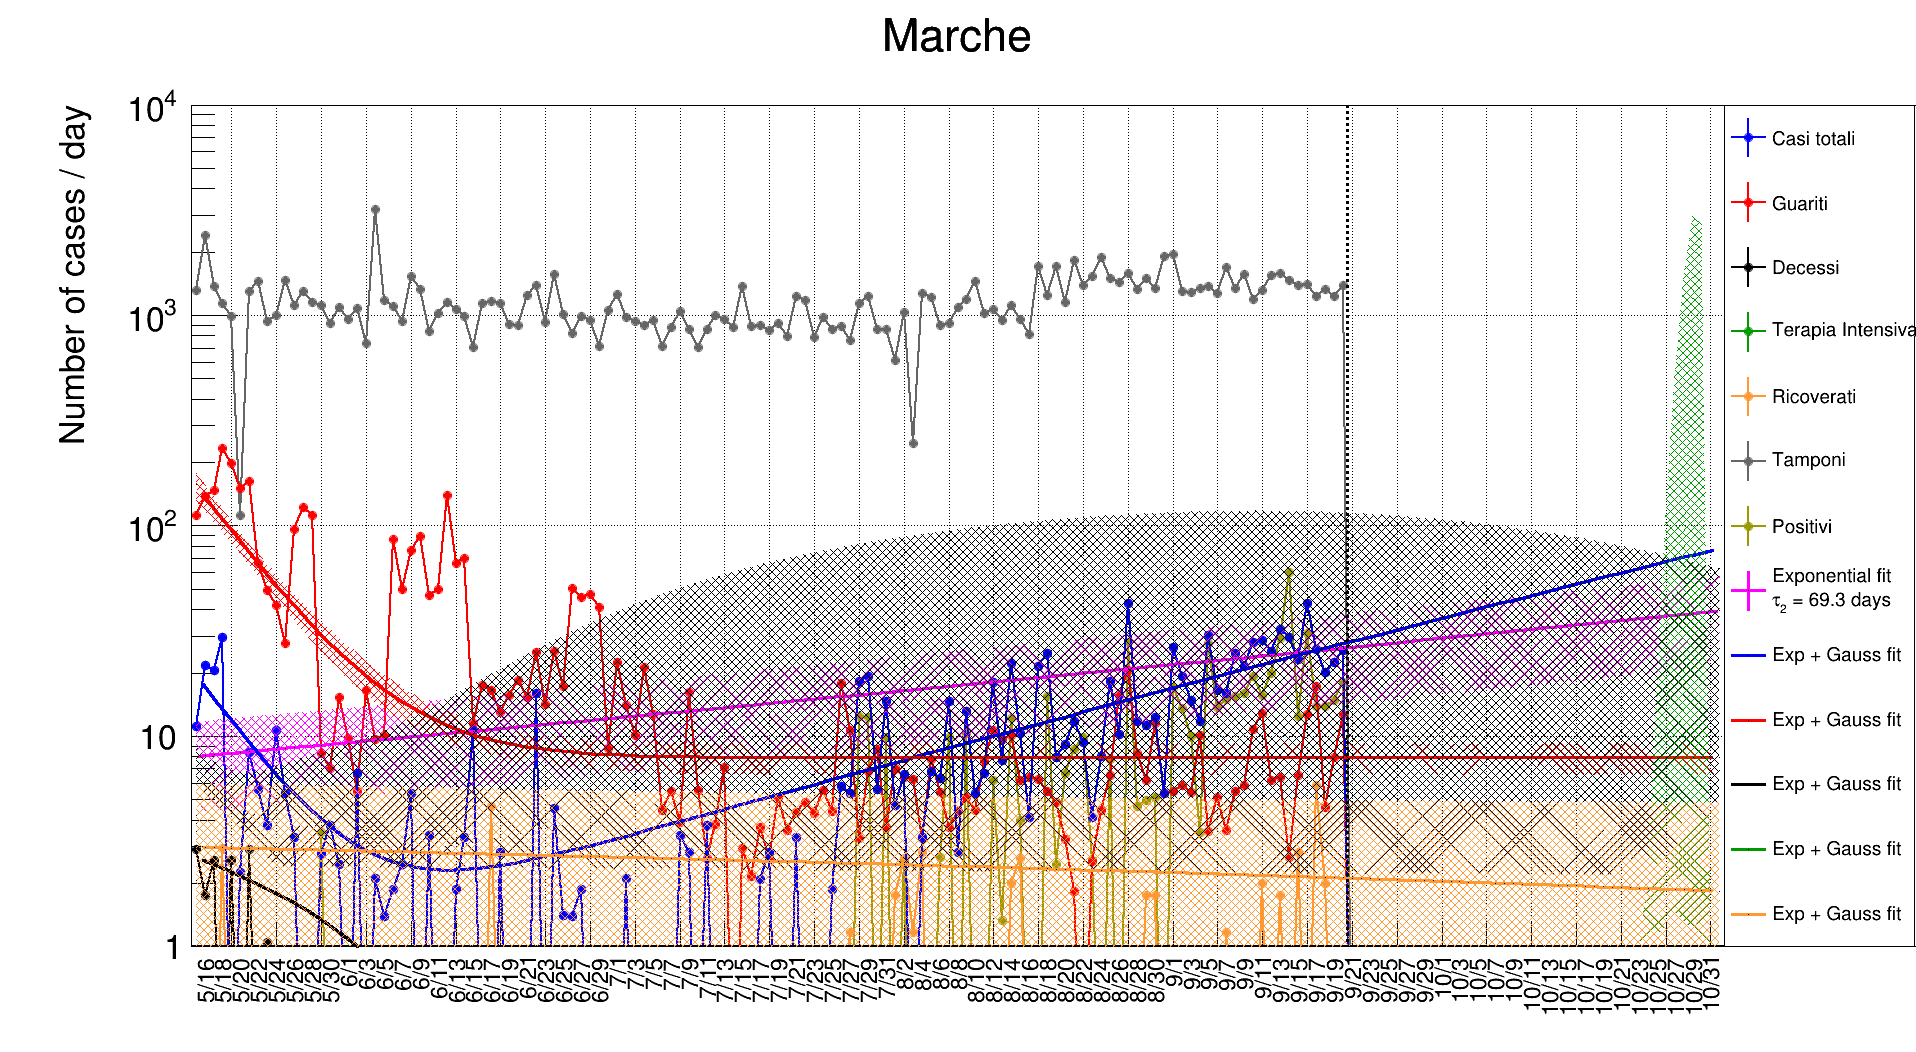 Marche
Number of cases / day
10^4
10^3
10^2
10
1
5/16 5/18 5/20 5/22 5/24 5/26 5/28 5/30 6/1 6/3 6/5 6/7 6/9 6/11 6/13 6/15 6/17 6/19 6/21 6/23 6/25 6/27 6/29 7/1 7/3 7/5 7/7 7/9 7/11 7/13 7/15 7/17 7/19 7/21 7/23 7/25 7/27 7/29 7/31 8/2 8/4 8/6 8/8 8/10 8/12 8/14 8/16 8/18 8/20 8/22 8/24 8/26 8/28 8/30 9/1 9/3 9/5 9/7 9/9 9/11 9/13 9/15 9/17 9/19 9/21 9/23 9/25 9/27 9/29 10/1 10/3 10/5 10/7 10/9 10/11 10/13 10/15 10/17 10/19 10/21 10/23 10/25 10/27 10/29 10/31
Casi totali
Guariti
Decessi
Terapia Intensiva
Ricoverati
Tamponi
Positivi
Exponential fit
τ₂ = 69.3 days
Exp + Gauss fit
Exp + Gauss fit
Exp + Gauss fit
Exp + Gauss fit
Exp + Gauss fit